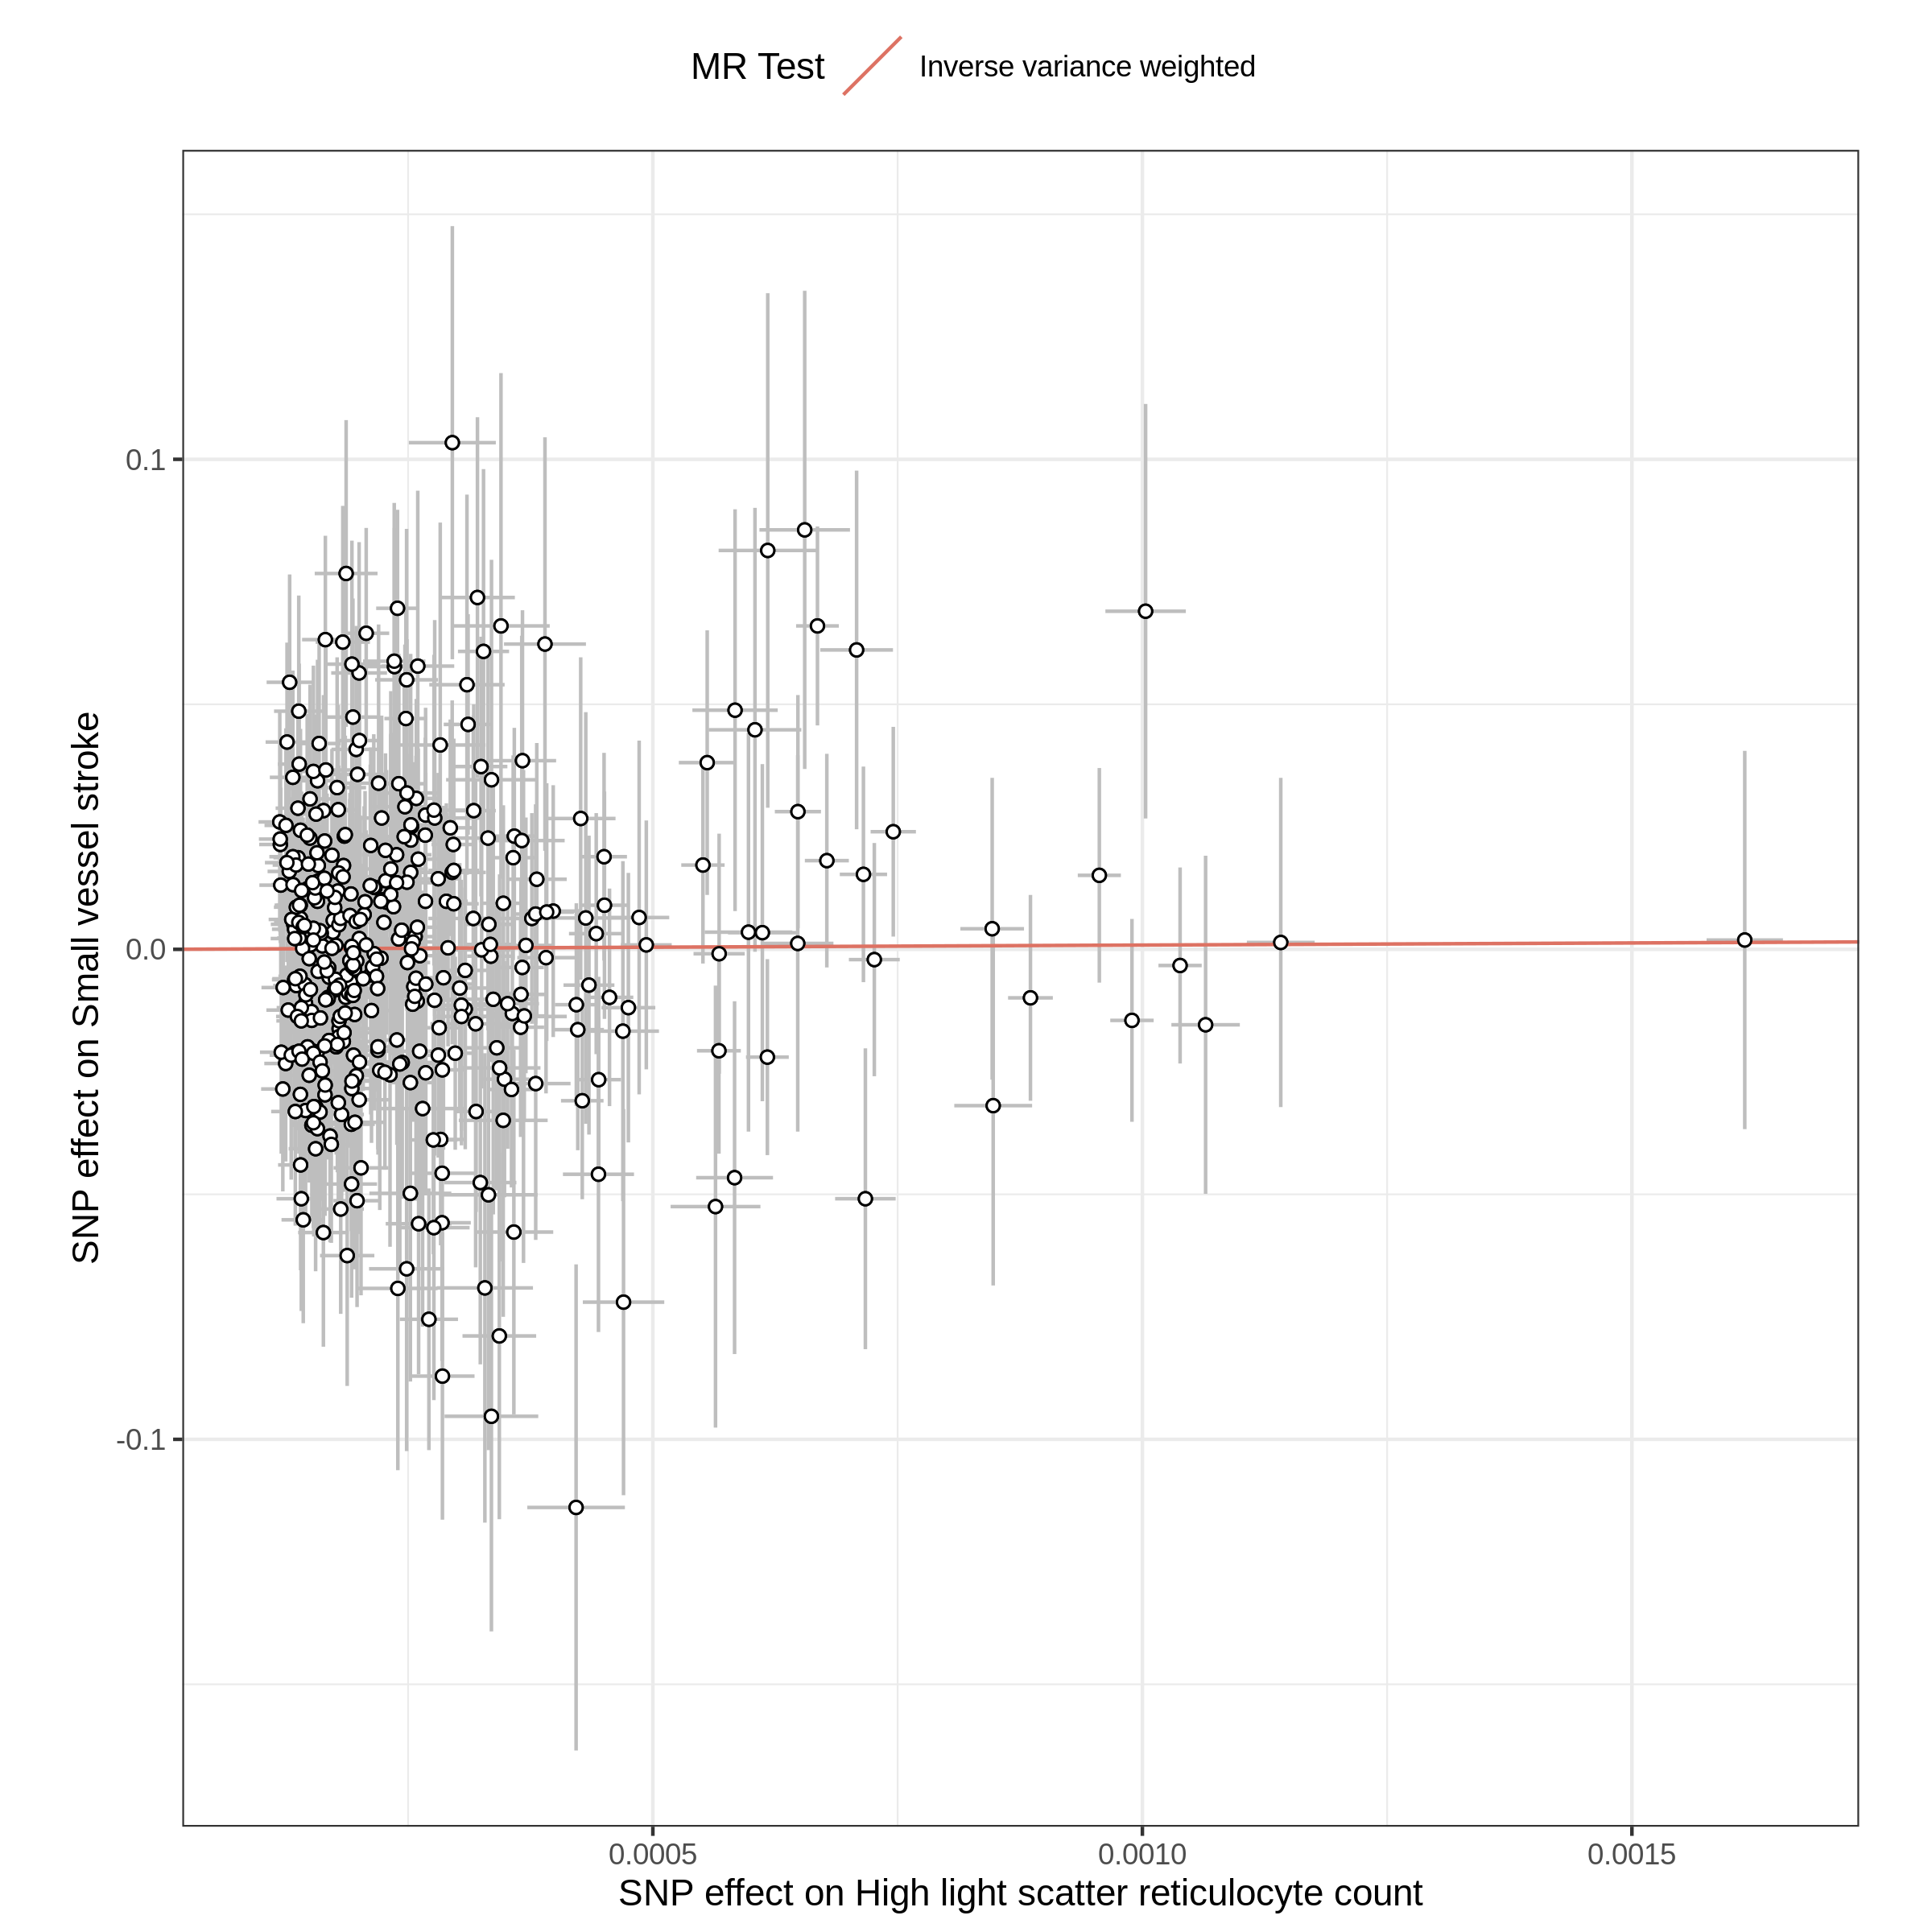 MR Test
Inverse variance weighted
SNP effect on Small vessel stroke
0.1
0.0
-0.1
0.0005
0.0010
0.0015
SNP effect on High light scatter reticulocyte count